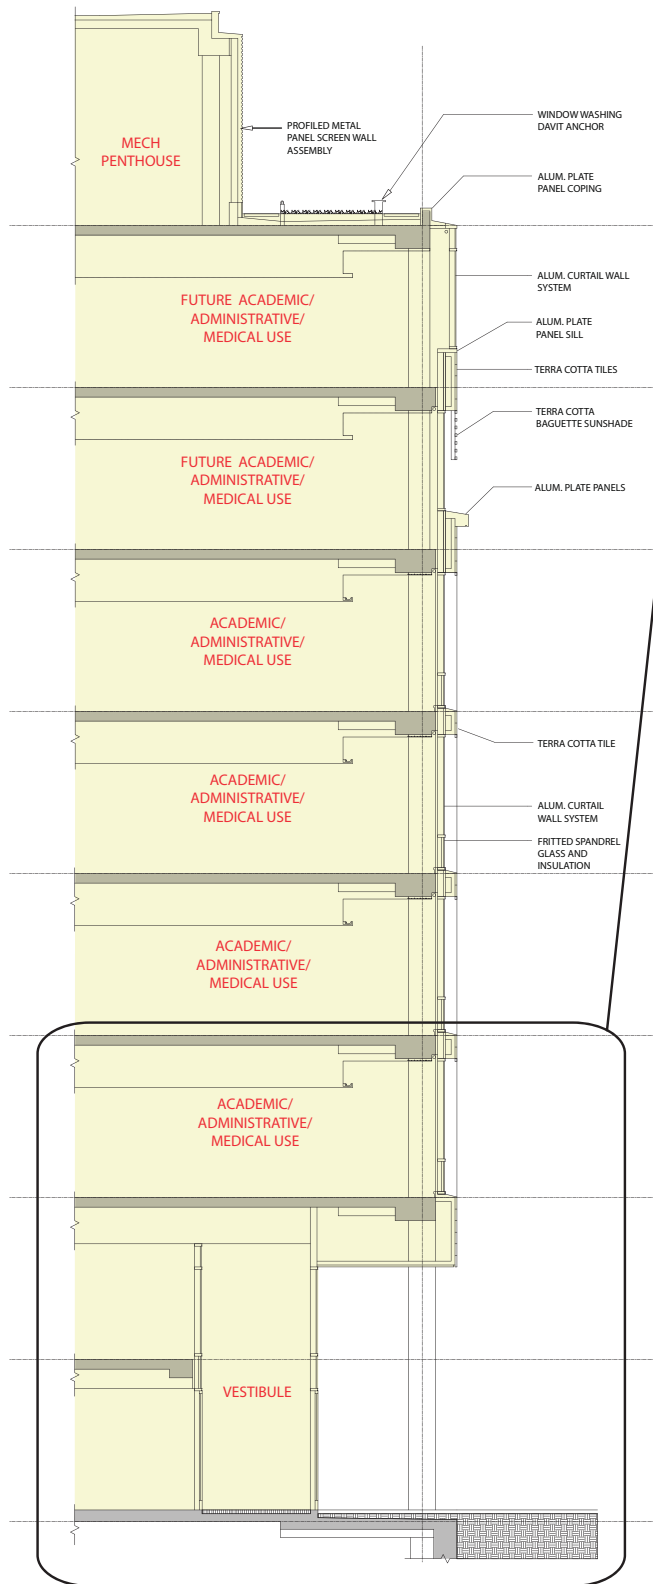 MECH
PENTHOUSE
PROFILED METAL
PANEL SCREEN WALL
ASSEMBLY
WINDOW WASHING
DAVIT ANCHOR
ALUM. PLATE
PANEL COPING
FUTURE ACADEMIC/
ADMINISTRATIVE/
MEDICAL USE
ALUM. CURTAIL WALL
SYSTEM
ALUM. PLATE
PANEL SILL
TERRA COTTA TILES
TERRA COTTA
BAGUETTE SUNSHADE
FUTURE ACADEMIC/
ADMINISTRATIVE/
MEDICAL USE
ALUM. PLATE PANELS
ACADEMIC/
ADMINISTRATIVE/
MEDICAL USE
TERRA COTTA TILE
ACADEMIC/
ADMINISTRATIVE/
MEDICAL USE
ALUM. CURTAIL
WALL SYSTEM
FRITTED SPANDREL
GLASS AND
INSULATION
ACADEMIC/
ADMINISTRATIVE/
MEDICAL USE
ACADEMIC/
ADMINISTRATIVE/
MEDICAL USE
VESTIBULE